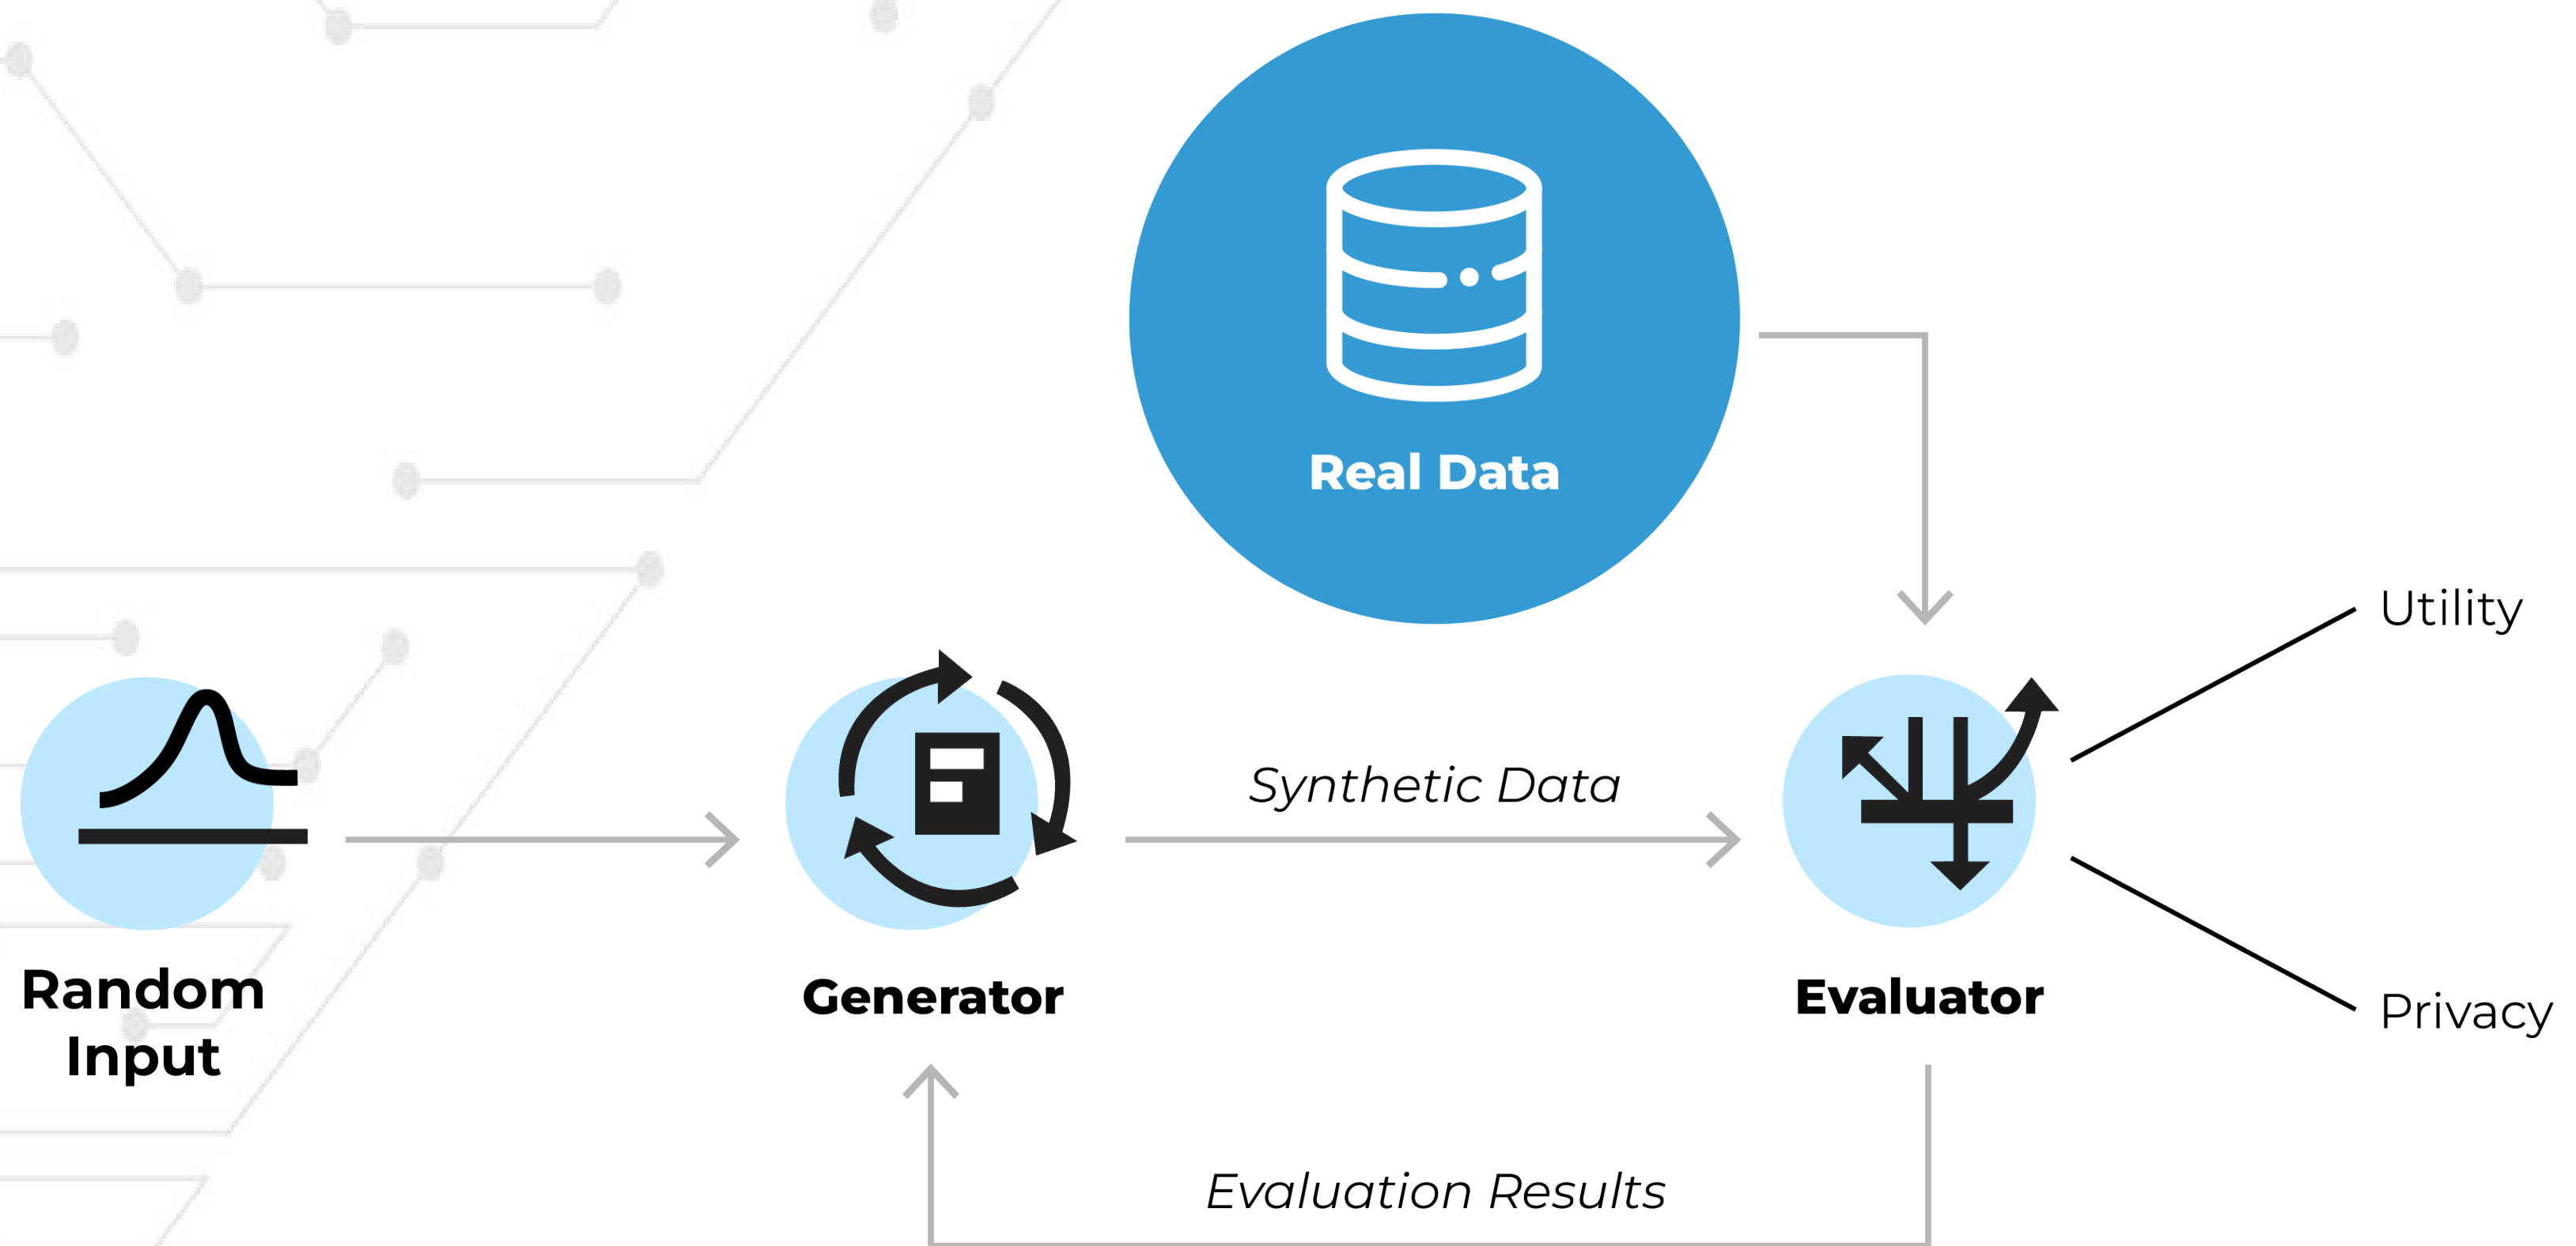 Real Data
Utility
Synthetic Data
Random
Input
Generator
Evaluator
Privacy
Evaluation Results